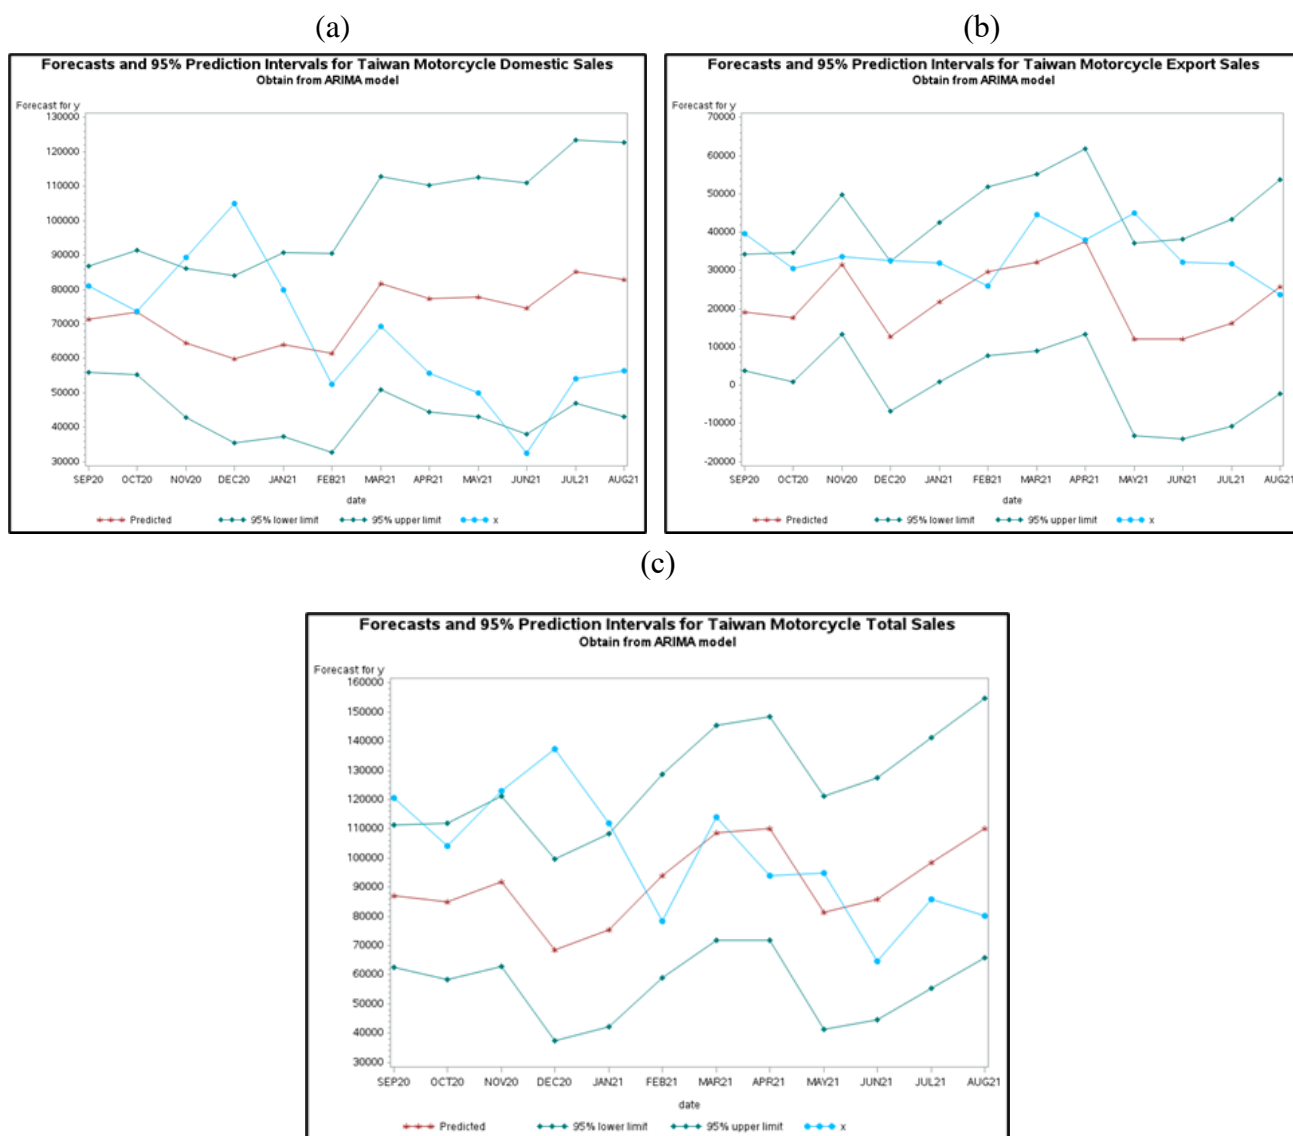 (a)
(b)
Forecasts and 95% Prediction Intervals for Taiwan Motorcycle Domestic Sales
Obtain from ARIMA model
Forecast for y
130000
120000
110000
100000
90000
80000
70000
60000
50000
40000
30000
SEP20 OCT20 NOV20 DEC20 JAN21 FEB21 MAR21 APR21 MAY21 JUN21 JUL21 AUG21
date
Predicted 95% lower limit 95% upper limit x
Forecasts and 95% Prediction Intervals for Taiwan Motorcycle Export Sales
Obtain from ARIMA model
Forecast for y
70000
60000
50000
40000
30000
20000
10000
0
-10000
-20000
SEP20 OCT20 NOV20 DEC20 JAN21 FEB21 MAR21 APR21 MAY21 JUN21 JUL21 AUG21
date
Predicted 95% lower limit 95% upper limit x
(c)
Forecasts and 95% Prediction Intervals for Taiwan Motorcycle Total Sales
Obtain from ARIMA model
Forecast for y
160000
150000
140000
130000
120000
110000
100000
90000
80000
70000
60000
50000
40000
30000
SEP20 OCT20 NOV20 DEC20 JAN21 FEB21 MAR21 APR21 MAY21 JUN21 JUL21 AUG21
date
Predicted 95% lower limit 95% upper limit x